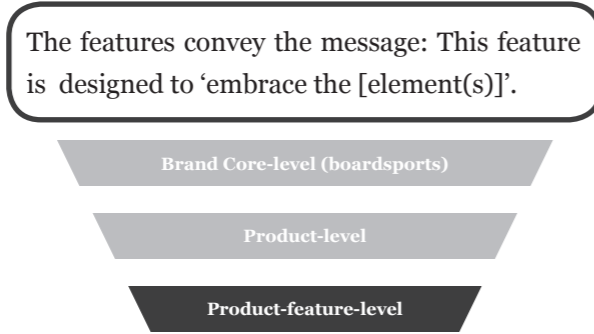 The features convey the message: This feature
is designed to ‘embrace the [element(s)]’.
Brand Core-level (boardsports)
Product-level
Product-feature-level